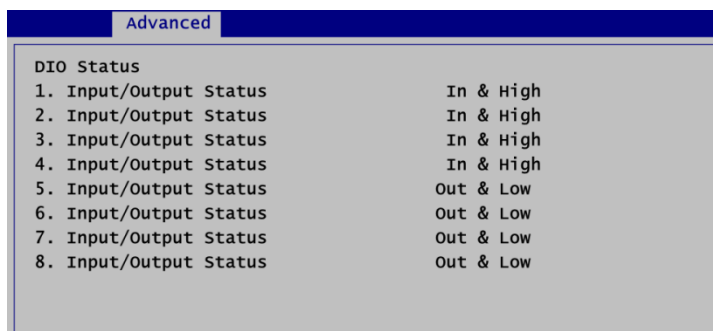 Advanced
DIO Status
1. Input/Output Status In & High
2. Input/Output Status In & High
3. Input/Output Status In & High
4. Input/Output Status In & High
5. Input/Output Status Out & Low
6. Input/Output Status Out & Low
7. Input/Output Status Out & Low
8. Input/Output Status Out & Low